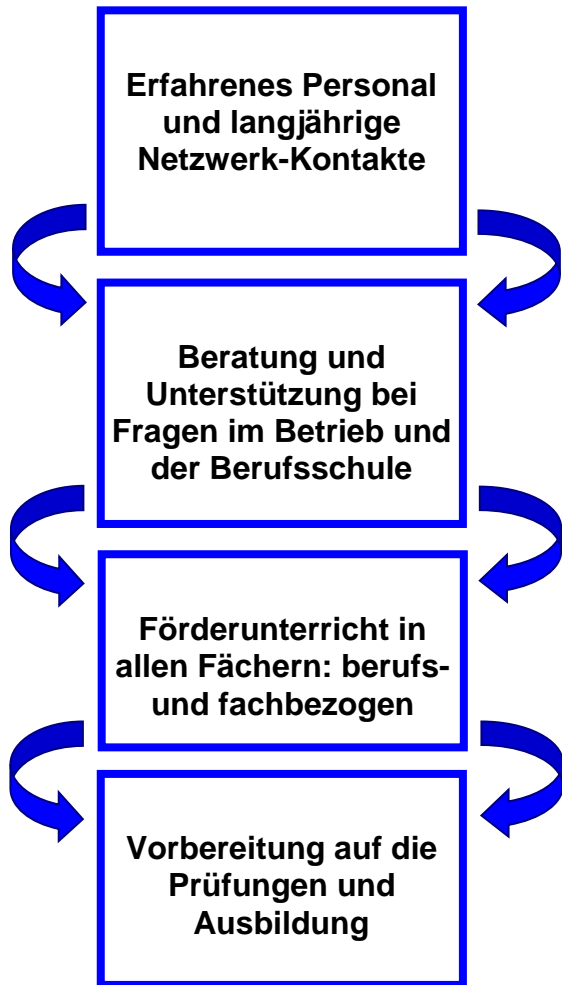 Erfahrenes Personal
und langjährige
Netzwerk-Kontakte
Beratung und
Unterstützung bei
Fragen im Betrieb und
der Berufsschule
Förderunterricht in
allen Fächern: berufs-
und fachbezogen
Vorbereitung auf die
Prüfungen und
Ausbildung